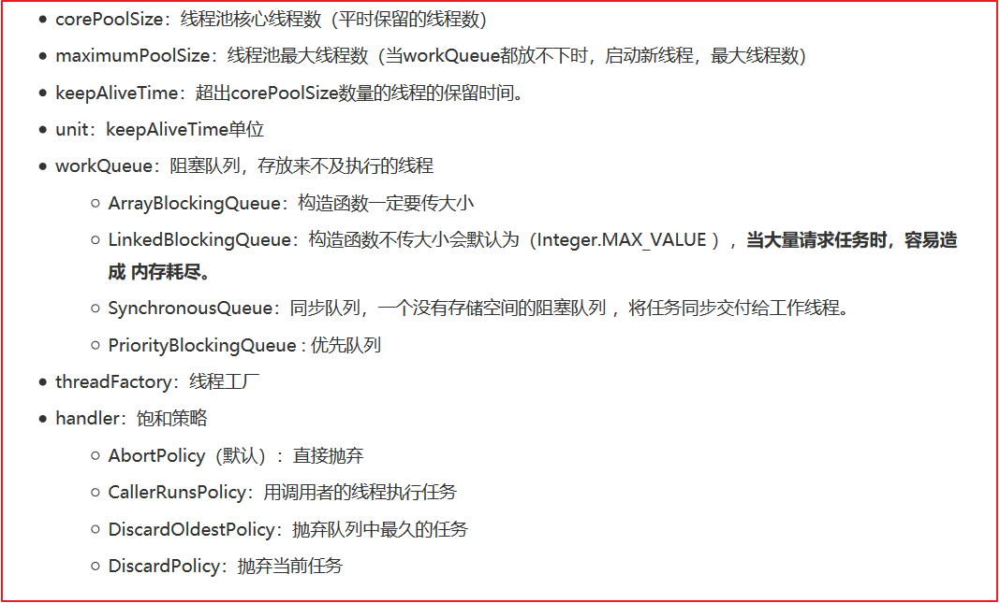 corePoolSize：线程池核心线程数（平时保留的线程数）
maximumPoolSize：线程池最大线程数（当workQueue都放不下时，启动新线程，最大线程数）
keepAliveTime：超出corePoolSize数量的线程的保留时间。
unit：keepAliveTime单位
workQueue：阻塞队列，存放来不及执行的线程
ArrayBlockingQueue：构造函数一定要传大小
LinkedBlockingQueue：构造函数不传大小会默认为（Integer.MAX_VALUE ），当大量请求任务时，容易造
成 内存耗尽。
SynchronousQueue：同步队列，一个没有存储空间的阻塞队列 ，将任务同步交付给工作线程。
PriorityBlockingQueue : 优先队列
threadFactory：线程工厂
handler：饱和策略
AbortPolicy（默认）：直接抛弃
CallerRunsPolicy：用调用者的线程执行任务
DiscardOldestPolicy：抛弃队列中最久的任务
DiscardPolicy：抛弃当前任务